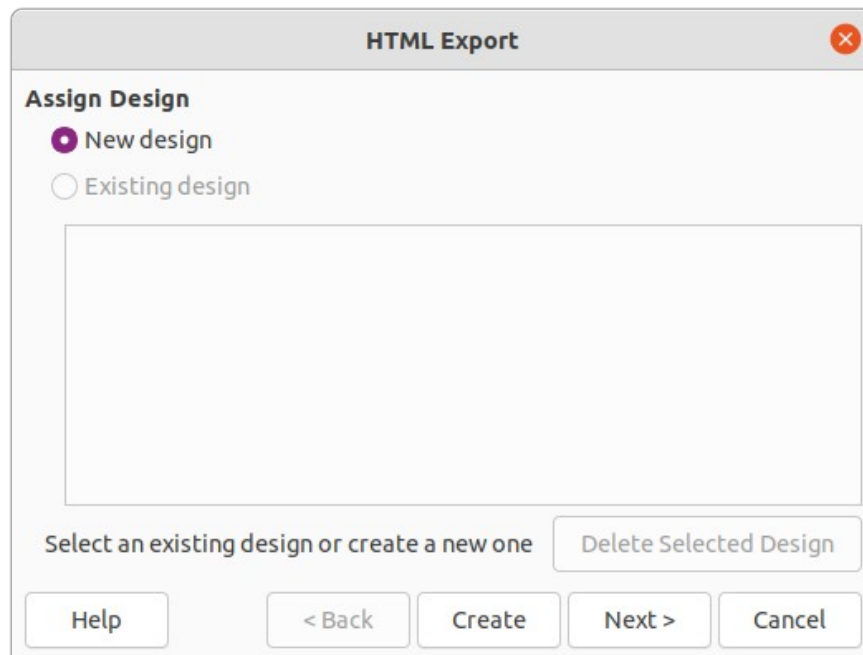 HTML Export
Assign Design
New design
Existing design
Select an existing design or create a new one Delete Selected Design
Help < Back Create Next > Cancel